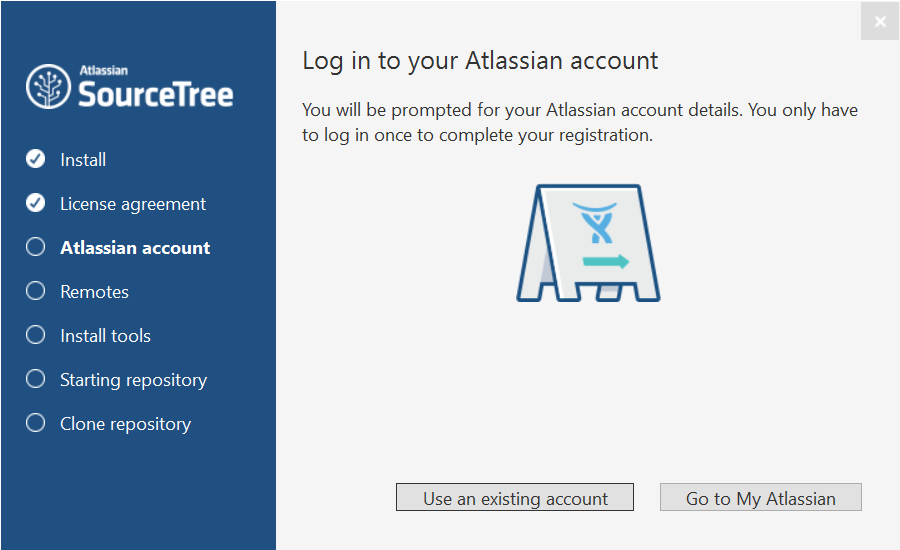 Atlassian
SourceTree
Install
License agreement
Atlassian account
Remotes
Install tools
Starting repository
Clone repository
Log in to your Atlassian account
You will be prompted for your Atlassian account details. You only have
to log in once to complete your registration.
Use an existing account
Go to My Atlassian